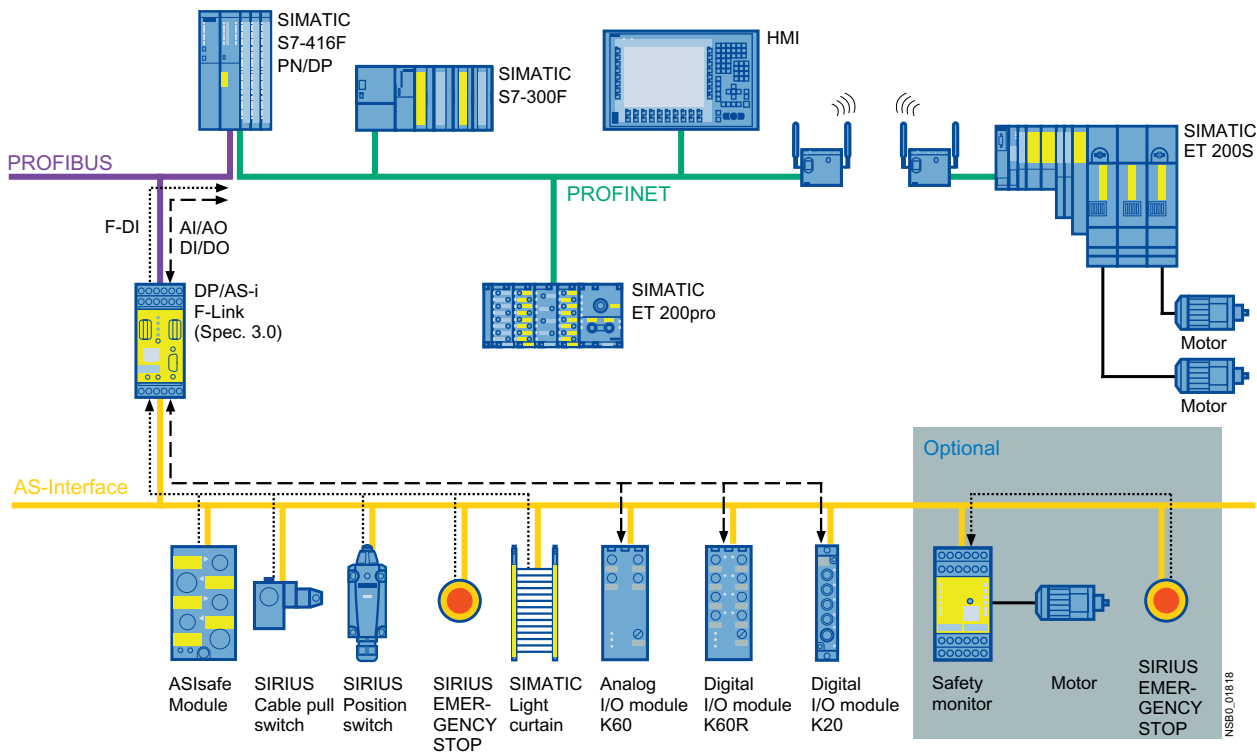 SIMATIC
S7-416F
PN/DP
SIMATIC
S7-300F
HMI
SIMATIC
ET 200S
PROFIBUS
PROFINET
F-DI
AI/AO
DI/DO
DP/AS-i
F-Link
(Spec. 3.0)
SIMATIC
ET 200pro
Motor
Motor
Optional
AS-Interface
ASIsafe
Module
SIRIUS
Cable pull
switch
SIRIUS
Position
switch
SIRIUS
EMER-
GENCY
STOP
SIMATIC
Light
curtain
Analog
I/O module
K60
Digital
I/O module
K60R
Digital
I/O module
K20
Safety
monitor
Motor
SIRIUS
EMER-
GENCY
STOP
NSB0_01818